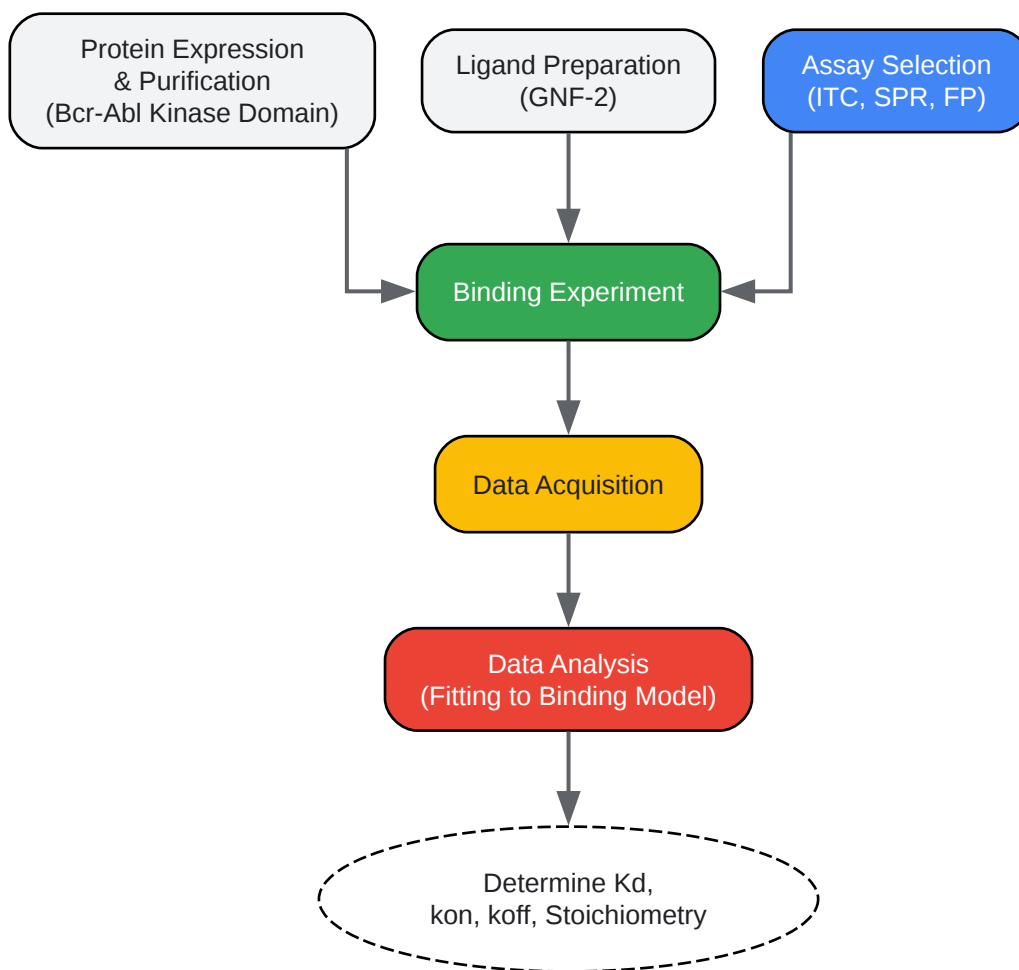 Protein Expression
& Purification
(Bcr-Abl Kinase Domain)
Ligand Preparation
(GNF-2)
Assay Selection
(ITC, SPR, FP)
Binding Experiment
Data Acquisition
Data Analysis
(Fitting to Binding Model)
Determine Kd,
kon, koff, Stoichiometry